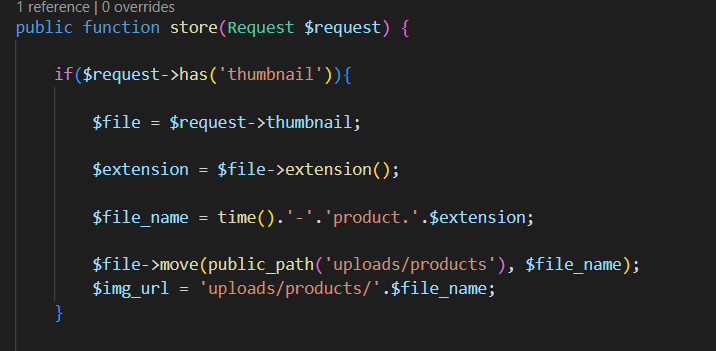 1 reference | 0 overrides
public function store(Request $request) {
if($request->has('thumbnail')){
$file = $request->thumbnail;
$extension = $file->extension();
$file_name = time().'-'.'product.'.$extension;
$file->move(public_path('uploads/products'), $file_name);
$img_url = 'uploads/products/'.$file_name;
}